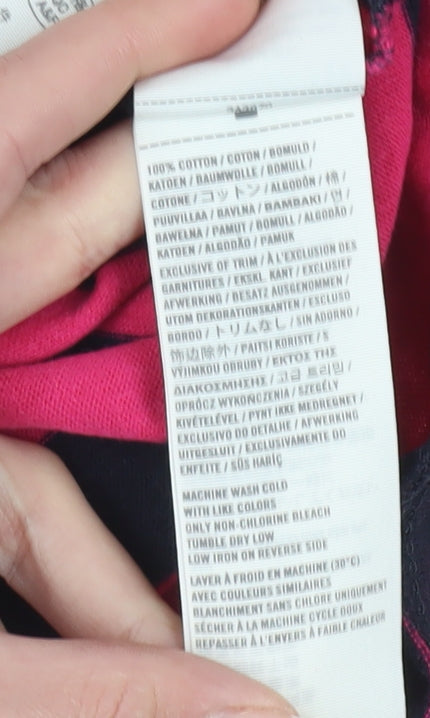 100% COTTON / COTON / BOMULD /
KATOEN / BAUMWOLLE / BOMULL /
COTONE / コットン / ALGODÓN / 棉 /
PUUVILLAA / BAVLNA / ΒΑΜΒΑΚΙ / 면 /
BAWEŁNA / PAMUT / BOMULL / ALGODÃO /
KATOEN / ALGODÃO / PAMUK
EXCLUSIVE OF TRIM / À L'EXCLUSION DES
GARNITURES / EKSKL. KANT / EXCLUSIEF
AFWERKING / BESATZ AUSGENOMMEN /
UTOM DEKORATIONSKANTEN / ESCLUSO
BORDO / トリムなし / SIN ADORNO /
饰边除外 / PAITSI KORISTE / S
VÝJIMKOU OBRUBY / ΕΚΤΟΣ ΤΗΣ
ΔΙΑΚΟΣΜΗΣΗΣ / 고급 트리밍 /
OPRÓCZ WYKOŃCZENIA / SZEGÉLY
KIVÉTELÉVEL / PYNT IKKE MEDREGNET /
EXCLUSIVO DO DETALHE / AFWERKING
UITGESLUIT / EXCLUSIVAMENTE DO
ENFEITE / SÜS HARİÇ
MACHINE WASH COLD
WITH LIKE COLORS
ONLY NON-CHLORINE BLEACH
TUMBLE DRY LOW
LOW IRON ON REVERSE SIDE
LAVER À FROID EN MACHINE (30°C)
AVEC COULEURS SIMILAIRES
BLANCHIMENT SANS CHLORE UNIQUEMENT
SÉCHER À LA MACHINE CYCLE DOUX
REPASSER À L'ENVERS À FAIBLE CHALEUR